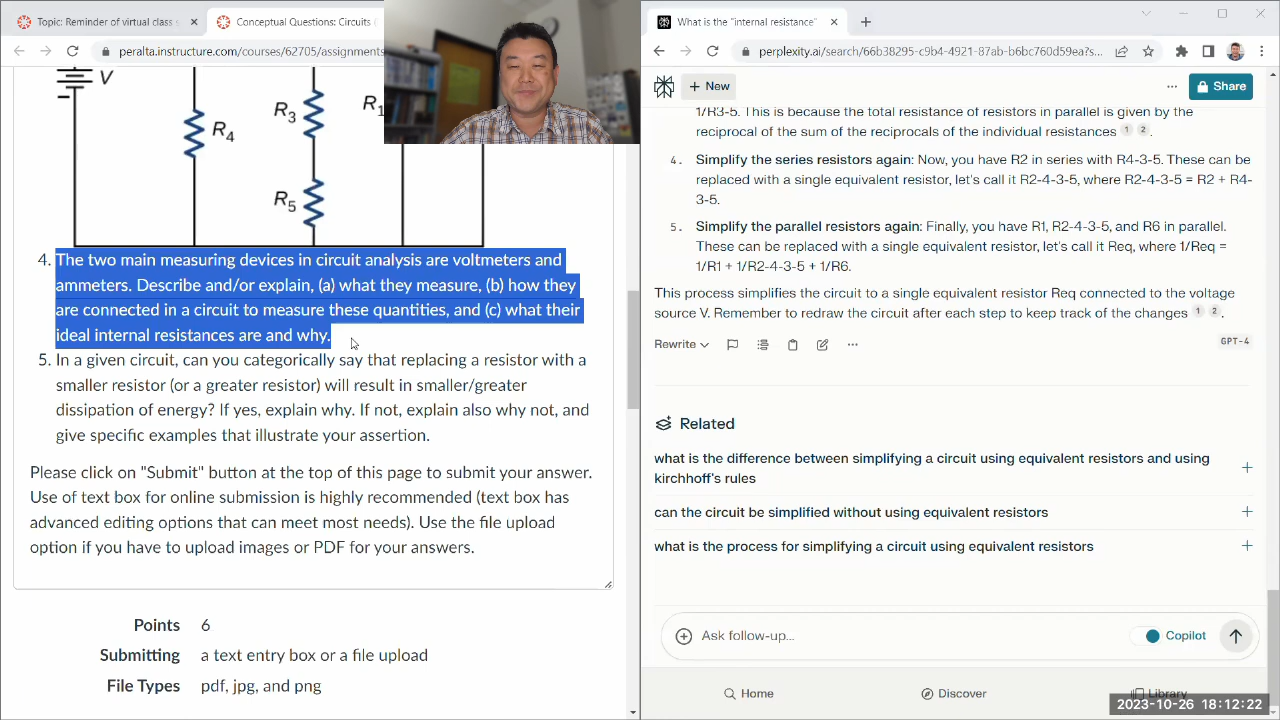 Topic: Reminder of virtual class s
Conceptual Questions: Circuits (
What is the "internal resistance"
peralta.instructure.com/courses/62705/assignments
perplexity.ai/search/66b38295-c9b4-4921-87ab-b6bc760d59ea?s...
New
Share
V
R4
R3
R5
R1
4. The two main measuring devices in circuit analysis are voltmeters and
ammeters. Describe and/or explain, (a) what they measure, (b) how they
are connected in a circuit to measure these quantities, and (c) what their
ideal internal resistances are and why.
5. In a given circuit, can you categorically say that replacing a resistor with a
smaller resistor (or a greater resistor) will result in smaller/greater
dissipation of energy? If yes, explain why. If not, explain also why not, and
give specific examples that illustrate your assertion.
Please click on "Submit" button at the top of this page to submit your answer.
Use of text box for online submission is highly recommended (text box has
advanced editing options that can meet most needs). Use the file upload
option if you have to upload images or PDF for your answers.
Points 6
Submitting a text entry box or a file upload
File Types pdf, jpg, and png
1/R3-5. This is because the total resistance of resistors in parallel is given by the
reciprocal of the sum of the reciprocals of the individual resistances 1 2.
4. Simplify the series resistors again: Now, you have R2 in series with R4-3-5. These can be
replaced with a single equivalent resistor, let's call it R2-4-3-5, where R2-4-3-5 = R2 + R4-
3-5.
5. Simplify the parallel resistors again: Finally, you have R1, R2-4-3-5, and R6 in parallel.
These can be replaced with a single equivalent resistor, let's call it Req, where 1/Req =
1/R1 + 1/R2-4-3-5 + 1/R6.
This process simplifies the circuit to a single equivalent resistor Req connected to the voltage
source V. Remember to redraw the circuit after each step to keep track of the changes 1 2.
Rewrite
GPT-4
Related
what is the difference between simplifying a circuit using equivalent resistors and using
kirchhoff's rules
can the circuit be simplified without using equivalent resistors
what is the process for simplifying a circuit using equivalent resistors
Ask follow-up...
Copilot
Home
Discover
Library
2023-10-26 18:12:22